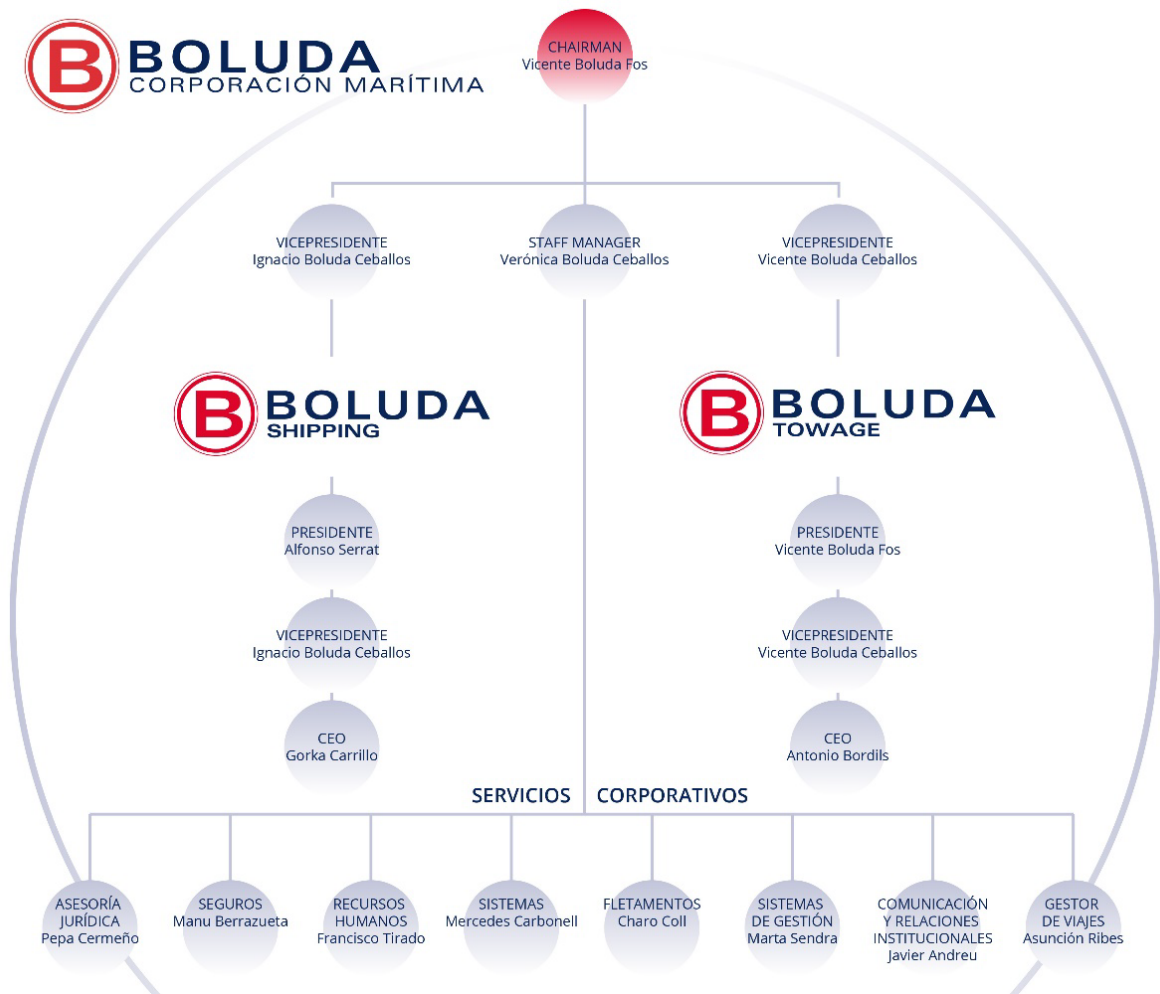 B BOLUDA
CORPORACIÓN MARÍTIMA
CHAIRMAN
Vicente Boluda Fos
VICEPRESIDENTE
Ignacio Boluda Ceballos
STAFF MANAGER
Verónica Boluda Ceballos
VICEPRESIDENTE
Vicente Boluda Ceballos
B BOLUDA
SHIPPING
B BOLUDA
TOWAGE
PRESIDENTE
Alfonso Serrat
PRESIDENTE
Vicente Boluda Fos
VICEPRESIDENTE
Ignacio Boluda Ceballos
VICEPRESIDENTE
Vicente Boluda Ceballos
CEO
Gorka Carrillo
CEO
Antonio Bordils
SERVICIOS CORPORATIVOS
ASESORÍA
JURÍDICA
Pepa Cermeño
SEGUROS
Manu Berrazueta
RECURSOS
HUMANOS
Francisco Tirado
SISTEMAS
Mercedes Carbonell
FLETAMENTOS
Charo Coll
SISTEMAS
DE GESTIÓN
Marta Sendra
COMUNICACIÓN
Y RELACIONES
INSTITUCIONALES
Javier Andreu
GESTOR
DE VIAJES
Asunción Ribes